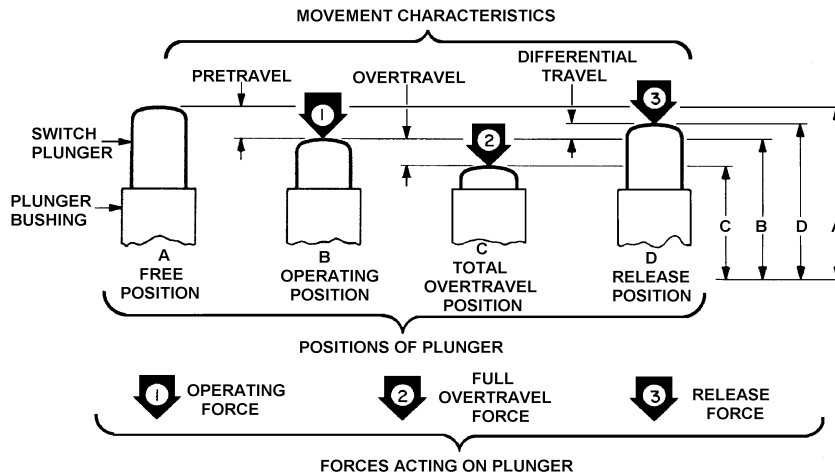 MOVEMENT CHARACTERISTICS
PRETRAVEL
OVERTRAVEL
DIFFERENTIAL
TRAVEL
1
2
3
SWITCH
PLUNGER
PLUNGER
BUSHING
C
B
D
A
A
FREE
POSITION
B
OPERATING
POSITION
C
TOTAL
OVERTRAVEL
POSITION
D
RELEASE
POSITION
POSITIONS OF PLUNGER
1
OPERATING
FORCE
2
FULL
OVERTRAVEL
FORCE
3
RELEASE
FORCE
FORCES ACTING ON PLUNGER